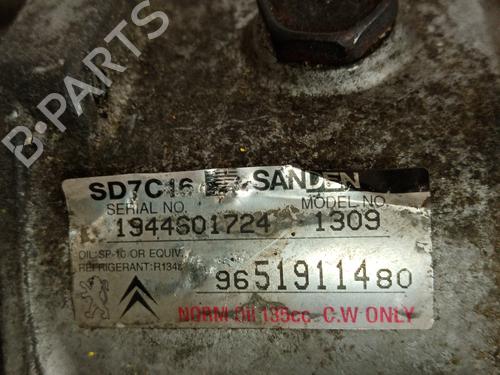 B-PARTS
SD7C16 SANDEN
SERIAL NO. MODEL NO.
1944601724 1309
OIL:SP-10 OR EQUIV.
REFRIGERANT:R134a
9651911480
NORM OIL 135cc C.W ONLY